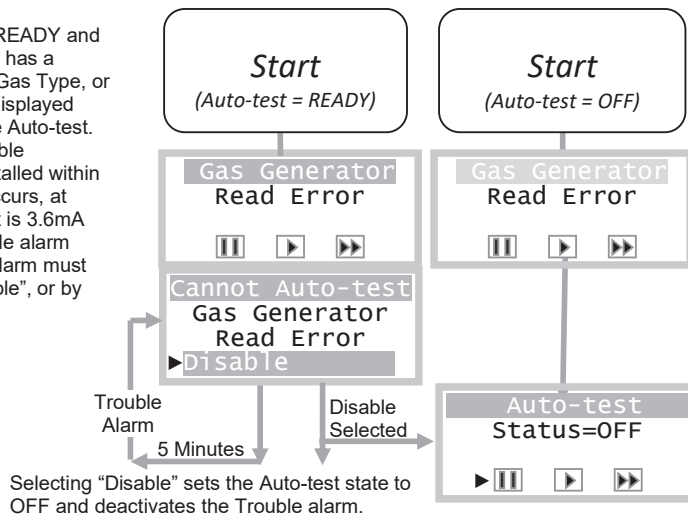 READY and
has a
Gas Type, or
isplayed
Auto-test.
ble
talled within
ccurs, at
t is 3.6mA
le alarm
larm must
ble", or by
Start
(Auto-test = READY)
Gas Generator
Read Error
Cannot Auto-test
Gas Generator
Read Error
►Disable
Trouble
Alarm
5 Minutes
Disable
Selected
Start
(Auto-test = OFF)
Gas Generator
Read Error
Auto-test
Status=OFF
Selecting "Disable" sets the Auto-test state to
OFF and deactivates the Trouble alarm.